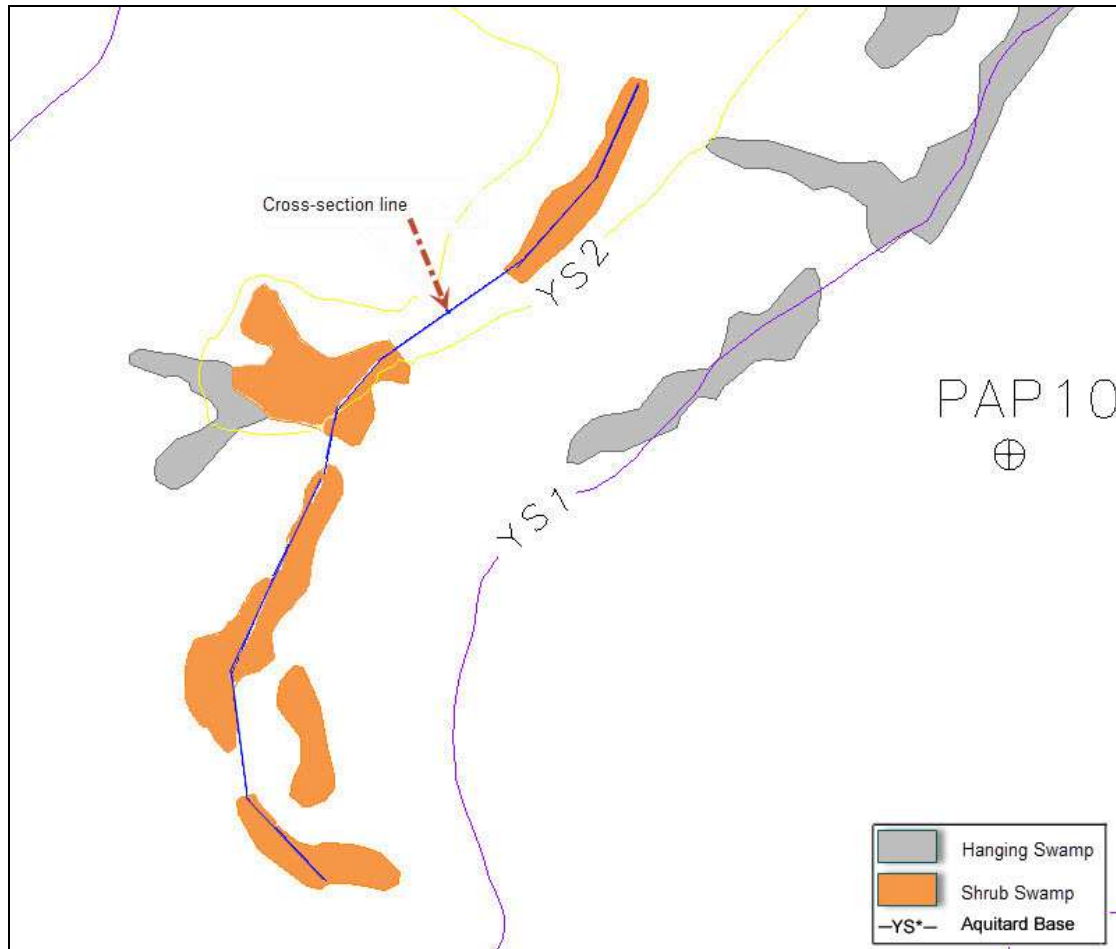 Cross-section line
YS2
PAP10
YS1
Hanging Swamp
Shrub Swamp
—YS*— Aquitard Base